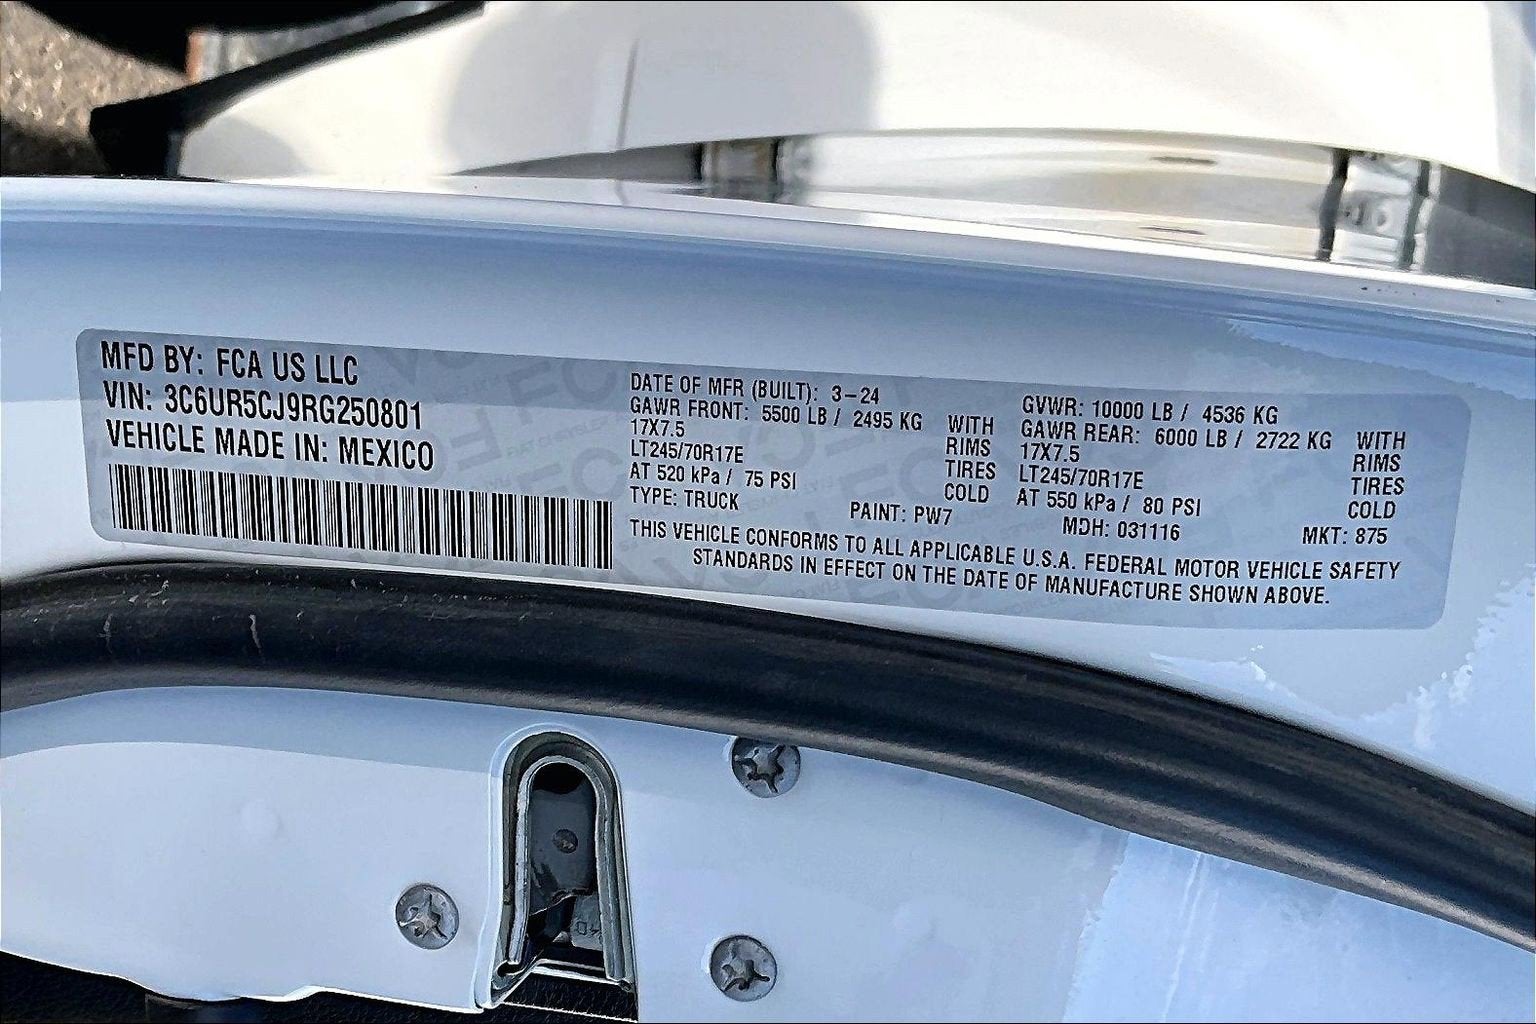 MFD BY: FCA US LLC
VIN: 3C6UR5CJ9RG250801
VEHICLE MADE IN: MEXICO
DATE OF MFR (BUILT): 3-24
GAWR FRONT: 5500 LB / 2495 KG WITH
17X7.5 RIMS
LT245/70R17E TIRES
AT 520 kPa / 75 PSI COLD
TYPE: TRUCK PAINT: PW7
GVWR: 10000 LB / 4536 KG
GAWR REAR: 6000 LB / 2722 KG WITH
17X7.5 RIMS
LT245/70R17E TIRES
AT 550 kPa / 80 PSI COLD
MDH: 031116 MKT: 875
THIS VEHICLE CONFORMS TO ALL APPLICABLE U.S.A. FEDERAL MOTOR VEHICLE SAFETY
STANDARDS IN EFFECT ON THE DATE OF MANUFACTURE SHOWN ABOVE.